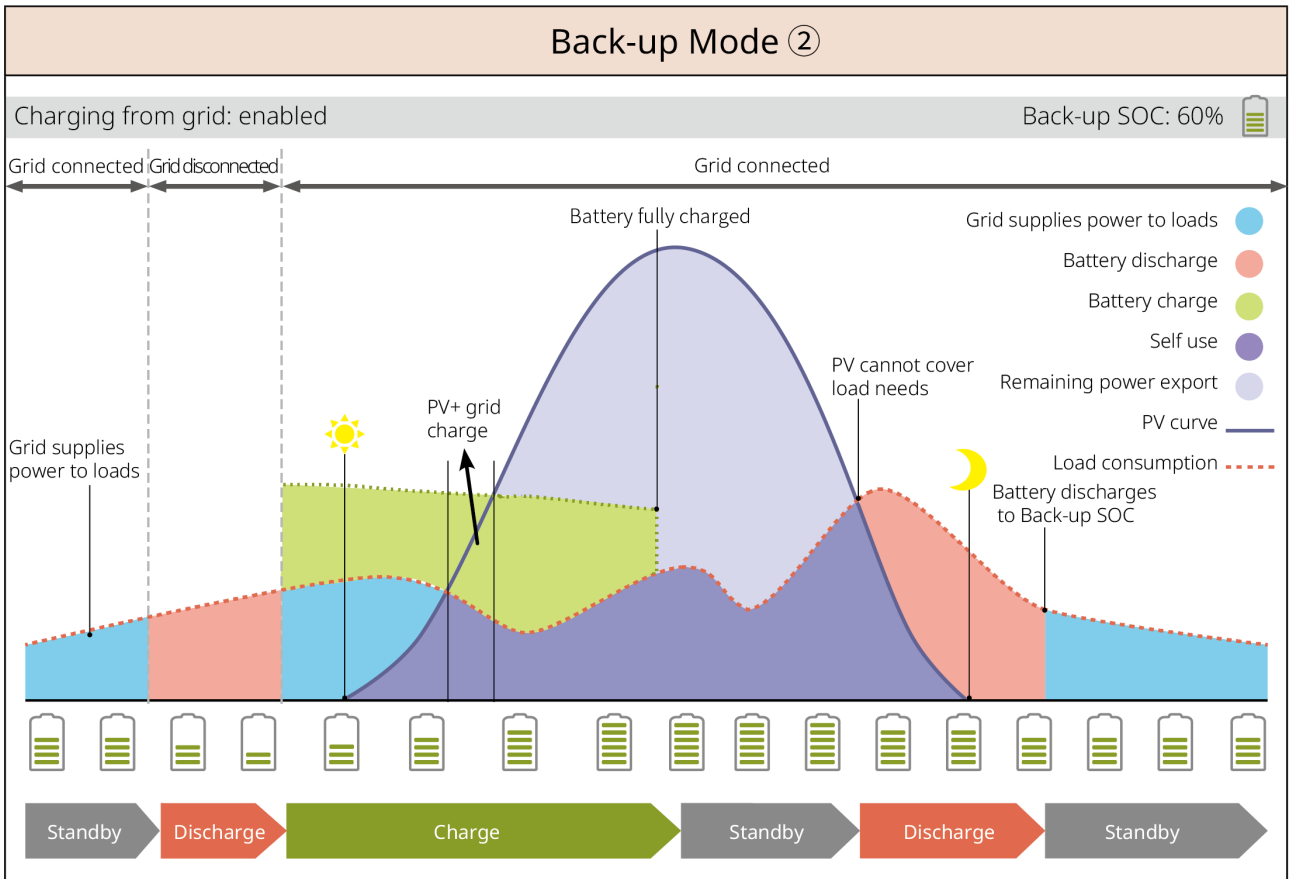 Back-up Mode ②
Charging from grid: enabled
Back-up SOC: 60%
Grid connected
Grid disconnected
Grid connected
Battery fully charged
Grid supplies power to loads
Battery discharge
Battery charge
Self use
Remaining power export
PV curve
Load consumption
PV cannot cover
load needs
PV+ grid
charge
Grid supplies
power to loads
Battery discharges
to Back-up SOC
Standby
Discharge
Charge
Standby
Discharge
Standby